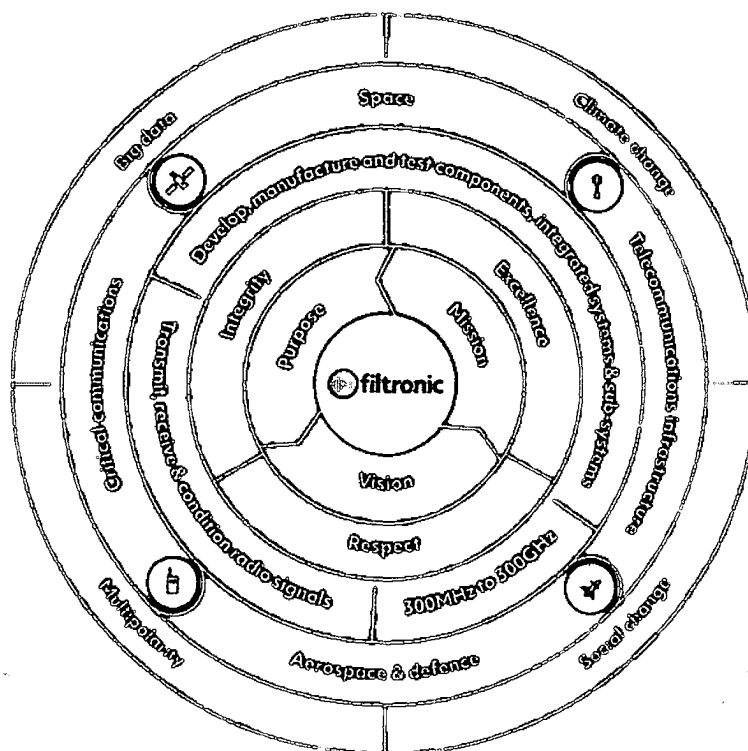 Big data
Climate change
Social change
Multipolarity
Space
Telecommunications infrastructure
Aerospace & defence
Critical communications
Develop, manufacture and test components, integrated systems & sub-systems
300MHz to 300GHz
Transmit, receive & condition radio signals
Integrity
Excellence
Respect
Purpose
Mission
Vision
filtronic